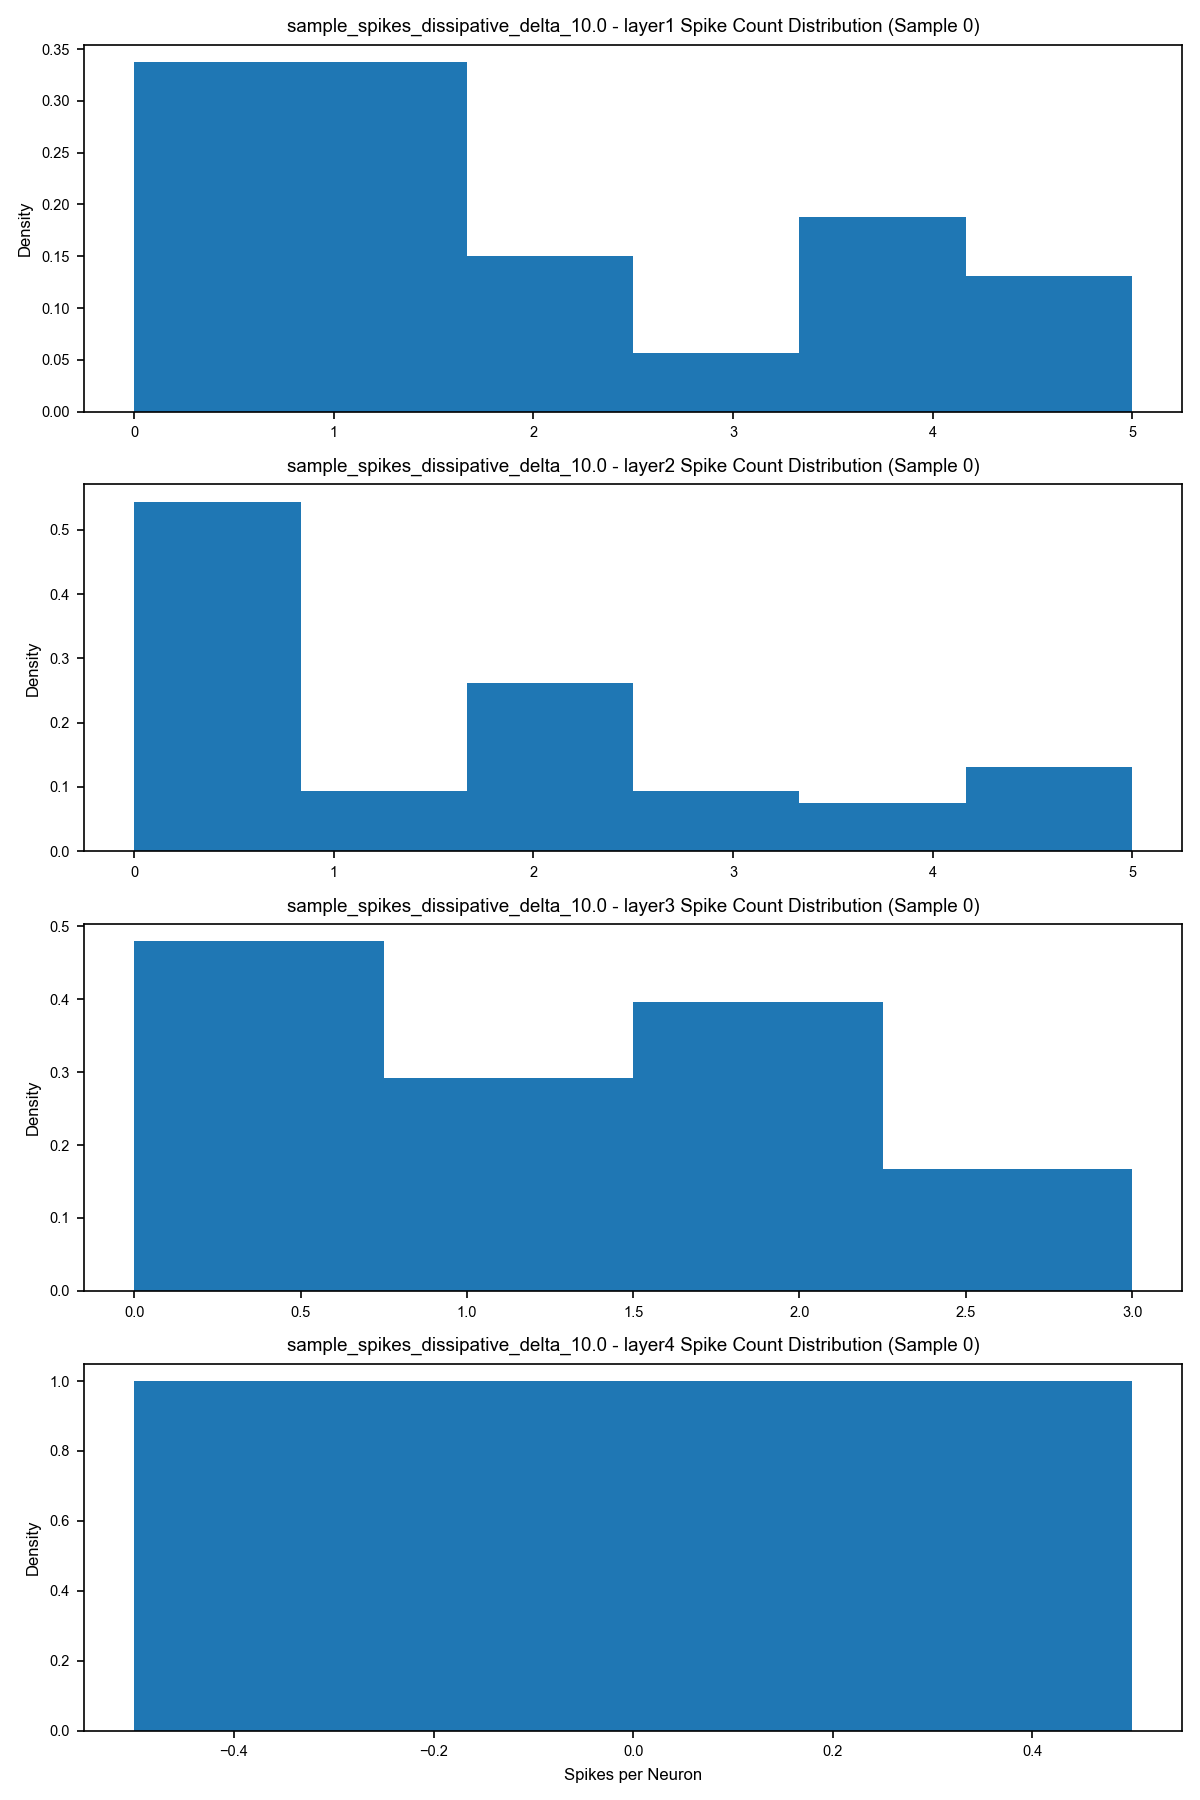 sample_spikes_dissipative_delta_10.0 - layer1 Spike Count Distribution (Sample 0)
0.35
0.30
0.25
0.20
0.15
0.10
0.05
0.00
Density
0 1 2 3 4 5
sample_spikes_dissipative_delta_10.0 - layer2 Spike Count Distribution (Sample 0)
0.5
0.4
0.3
0.2
0.1
0.0
Density
0 1 2 3 4 5
sample_spikes_dissipative_delta_10.0 - layer3 Spike Count Distribution (Sample 0)
0.5
0.4
0.3
0.2
0.1
0.0
Density
0.0 0.5 1.0 1.5 2.0 2.5 3.0
sample_spikes_dissipative_delta_10.0 - layer4 Spike Count Distribution (Sample 0)
1.0
0.8
0.6
0.4
0.2
0.0
Density
−0.4 −0.2 0.0 0.2 0.4
Spikes per Neuron